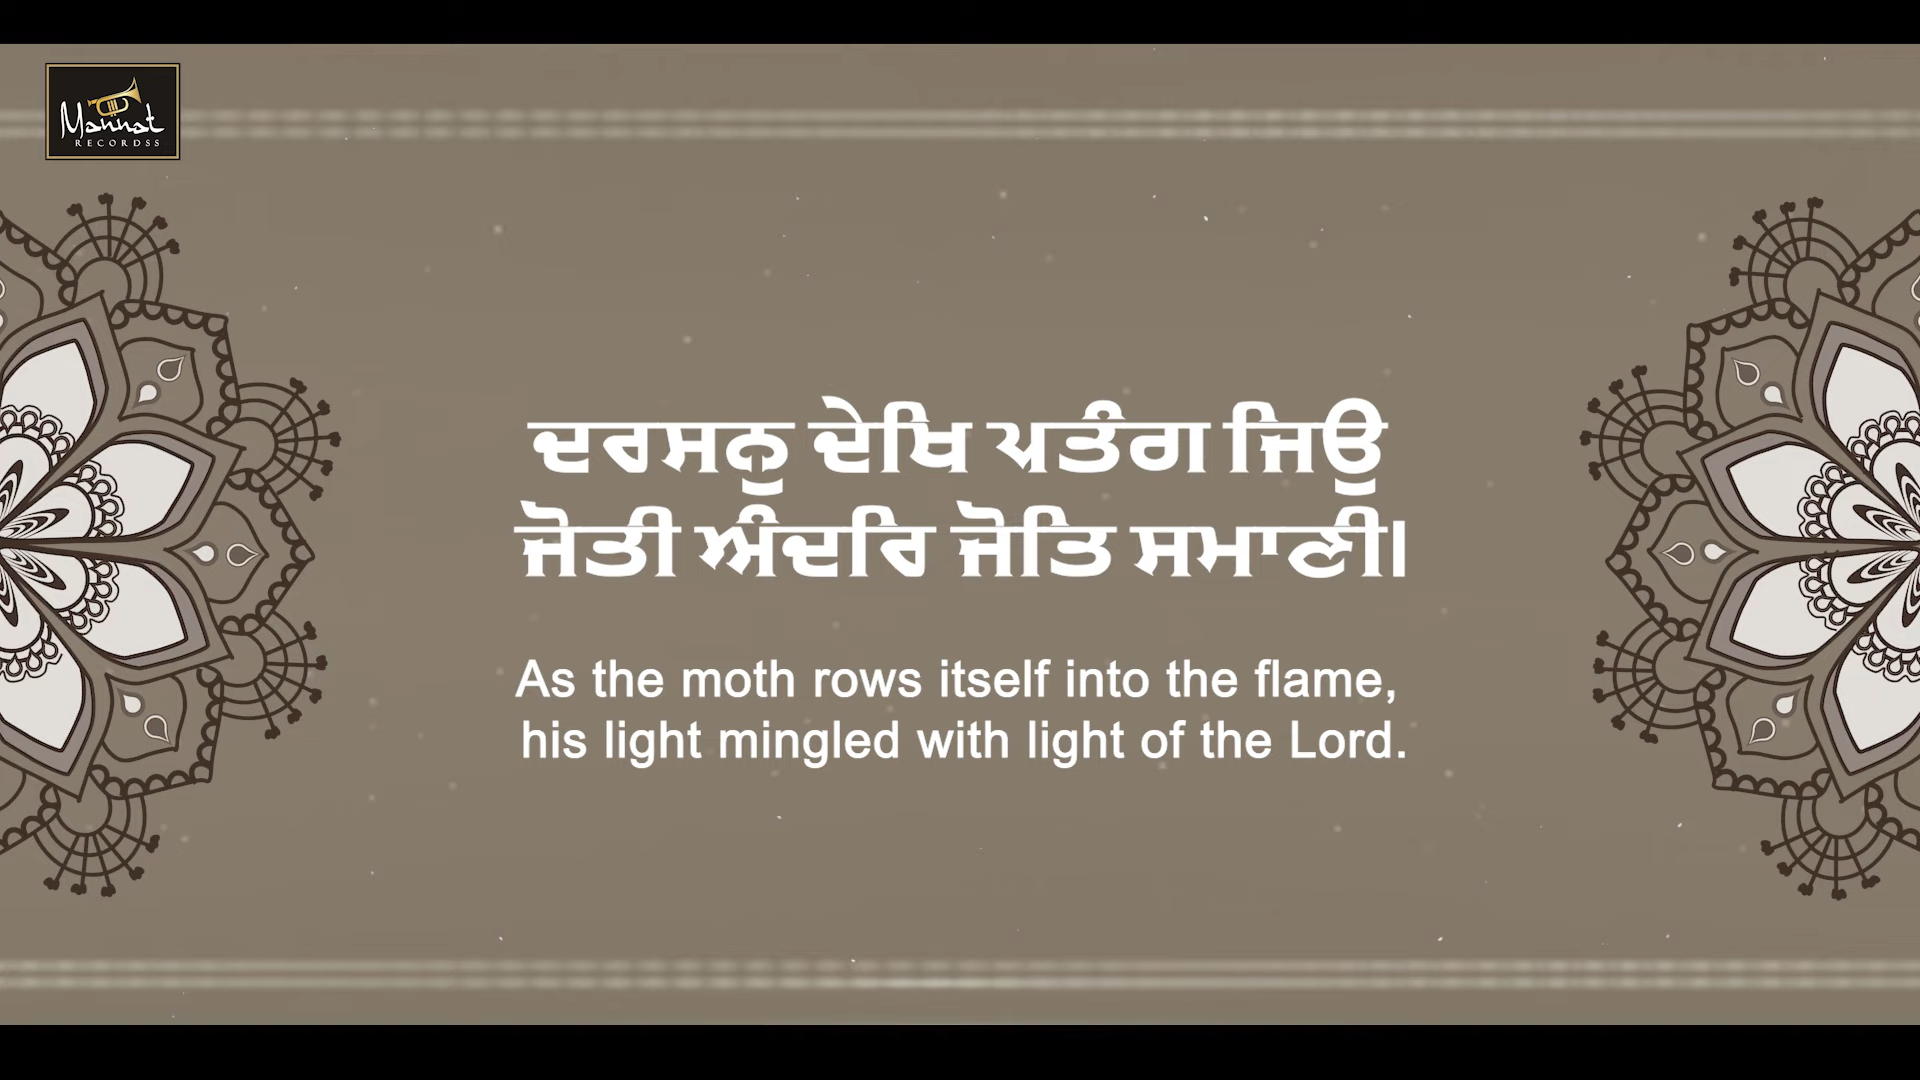 Mannat
RECORDSS
ਦਰਸਨੁ ਦੇਖਿ ਪਤੰਗ ਜਿਉ
ਜੋਤੀ ਅੰਦਰਿ ਜੋਤਿ ਸਮਾਣੀ।
As the moth rows itself into the flame,
his light mingled with light of the Lord.